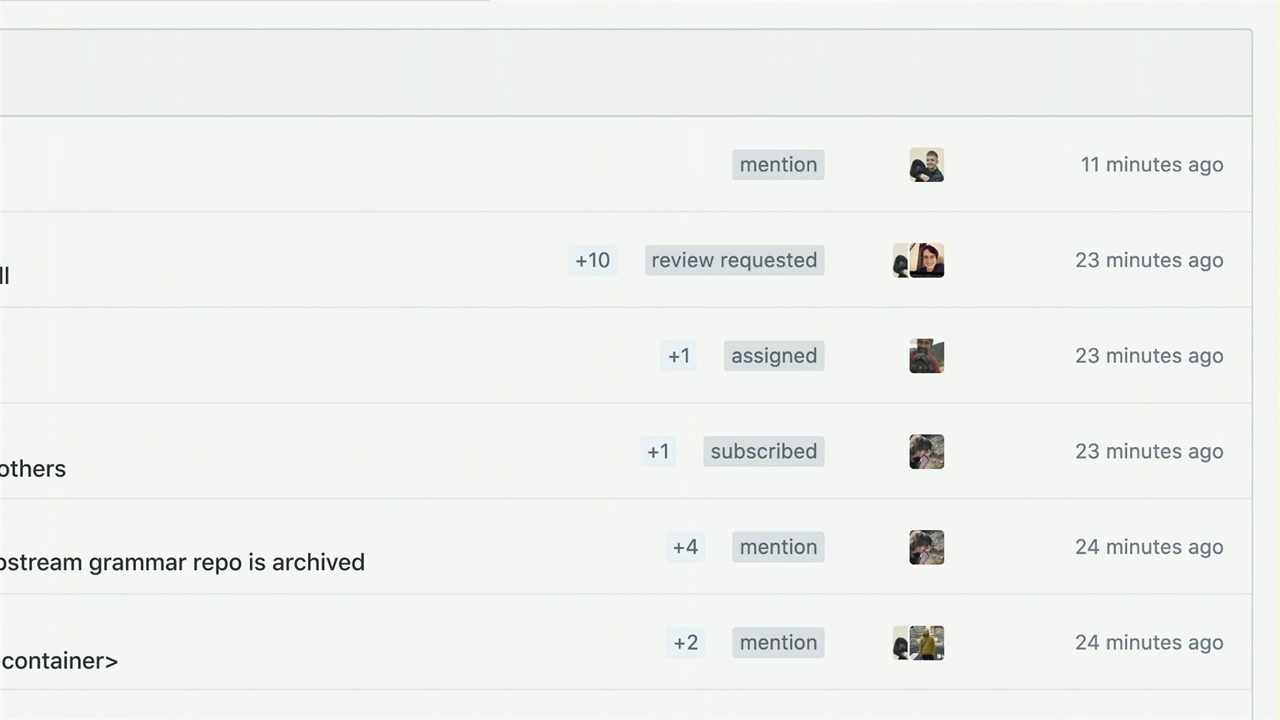 mention 11 minutes ago
+10 review requested 23 minutes ago
ll
+1 assigned 23 minutes ago
+1 subscribed 23 minutes ago
others
+4 mention 24 minutes ago
pstream grammar repo is archived
+2 mention 24 minutes ago
container>